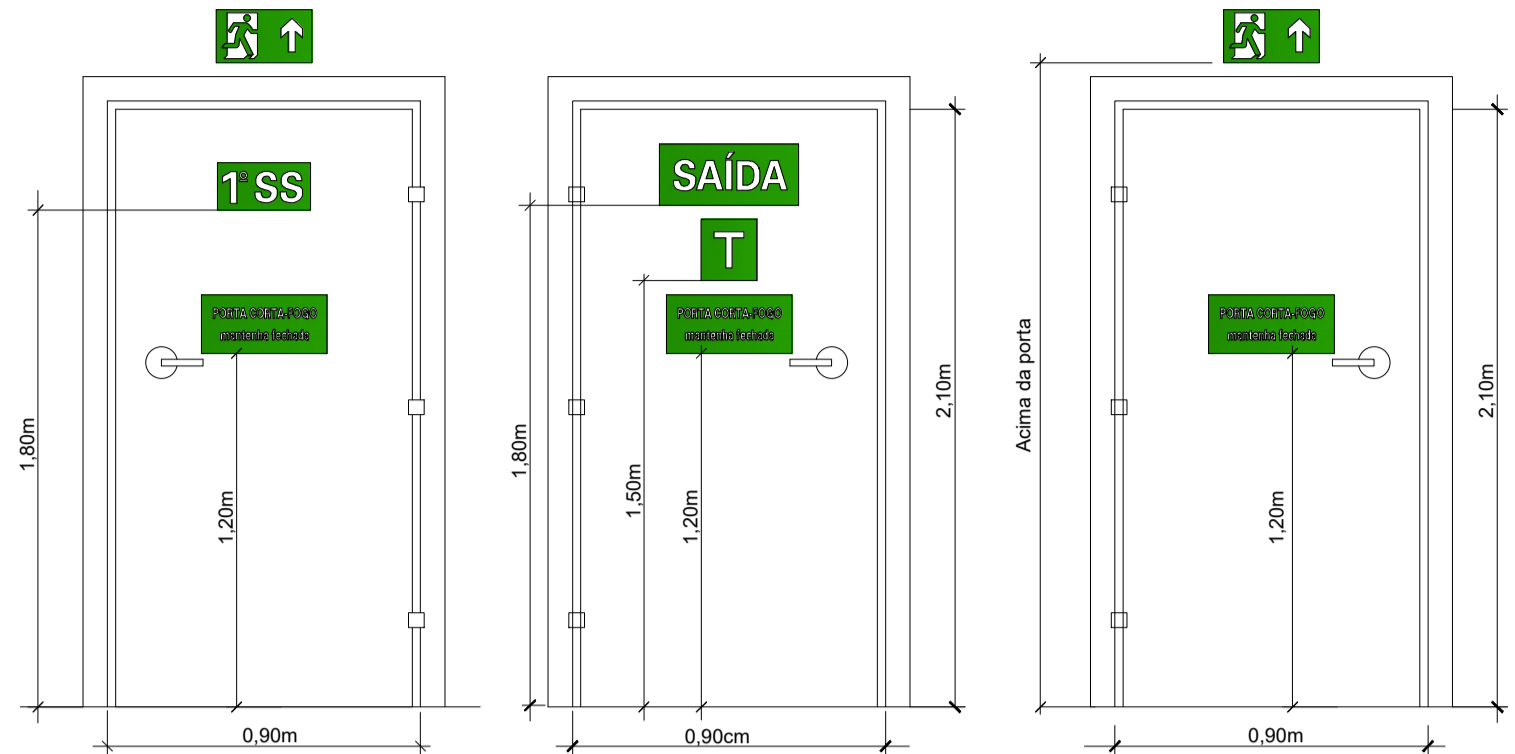 1º SS
PORTA CORTA-FOGO
mantenha fechada
1,80m
1,20m
0,90m
SAÍDA
T
PORTA CORTA-FOGO
mantenha fechada
1,80m
1,50m
1,20m
2,10m
0,90cm
Acima da porta
PORTA CORTA-FOGO
mantenha fechada
1,20m
2,10m
0,90m